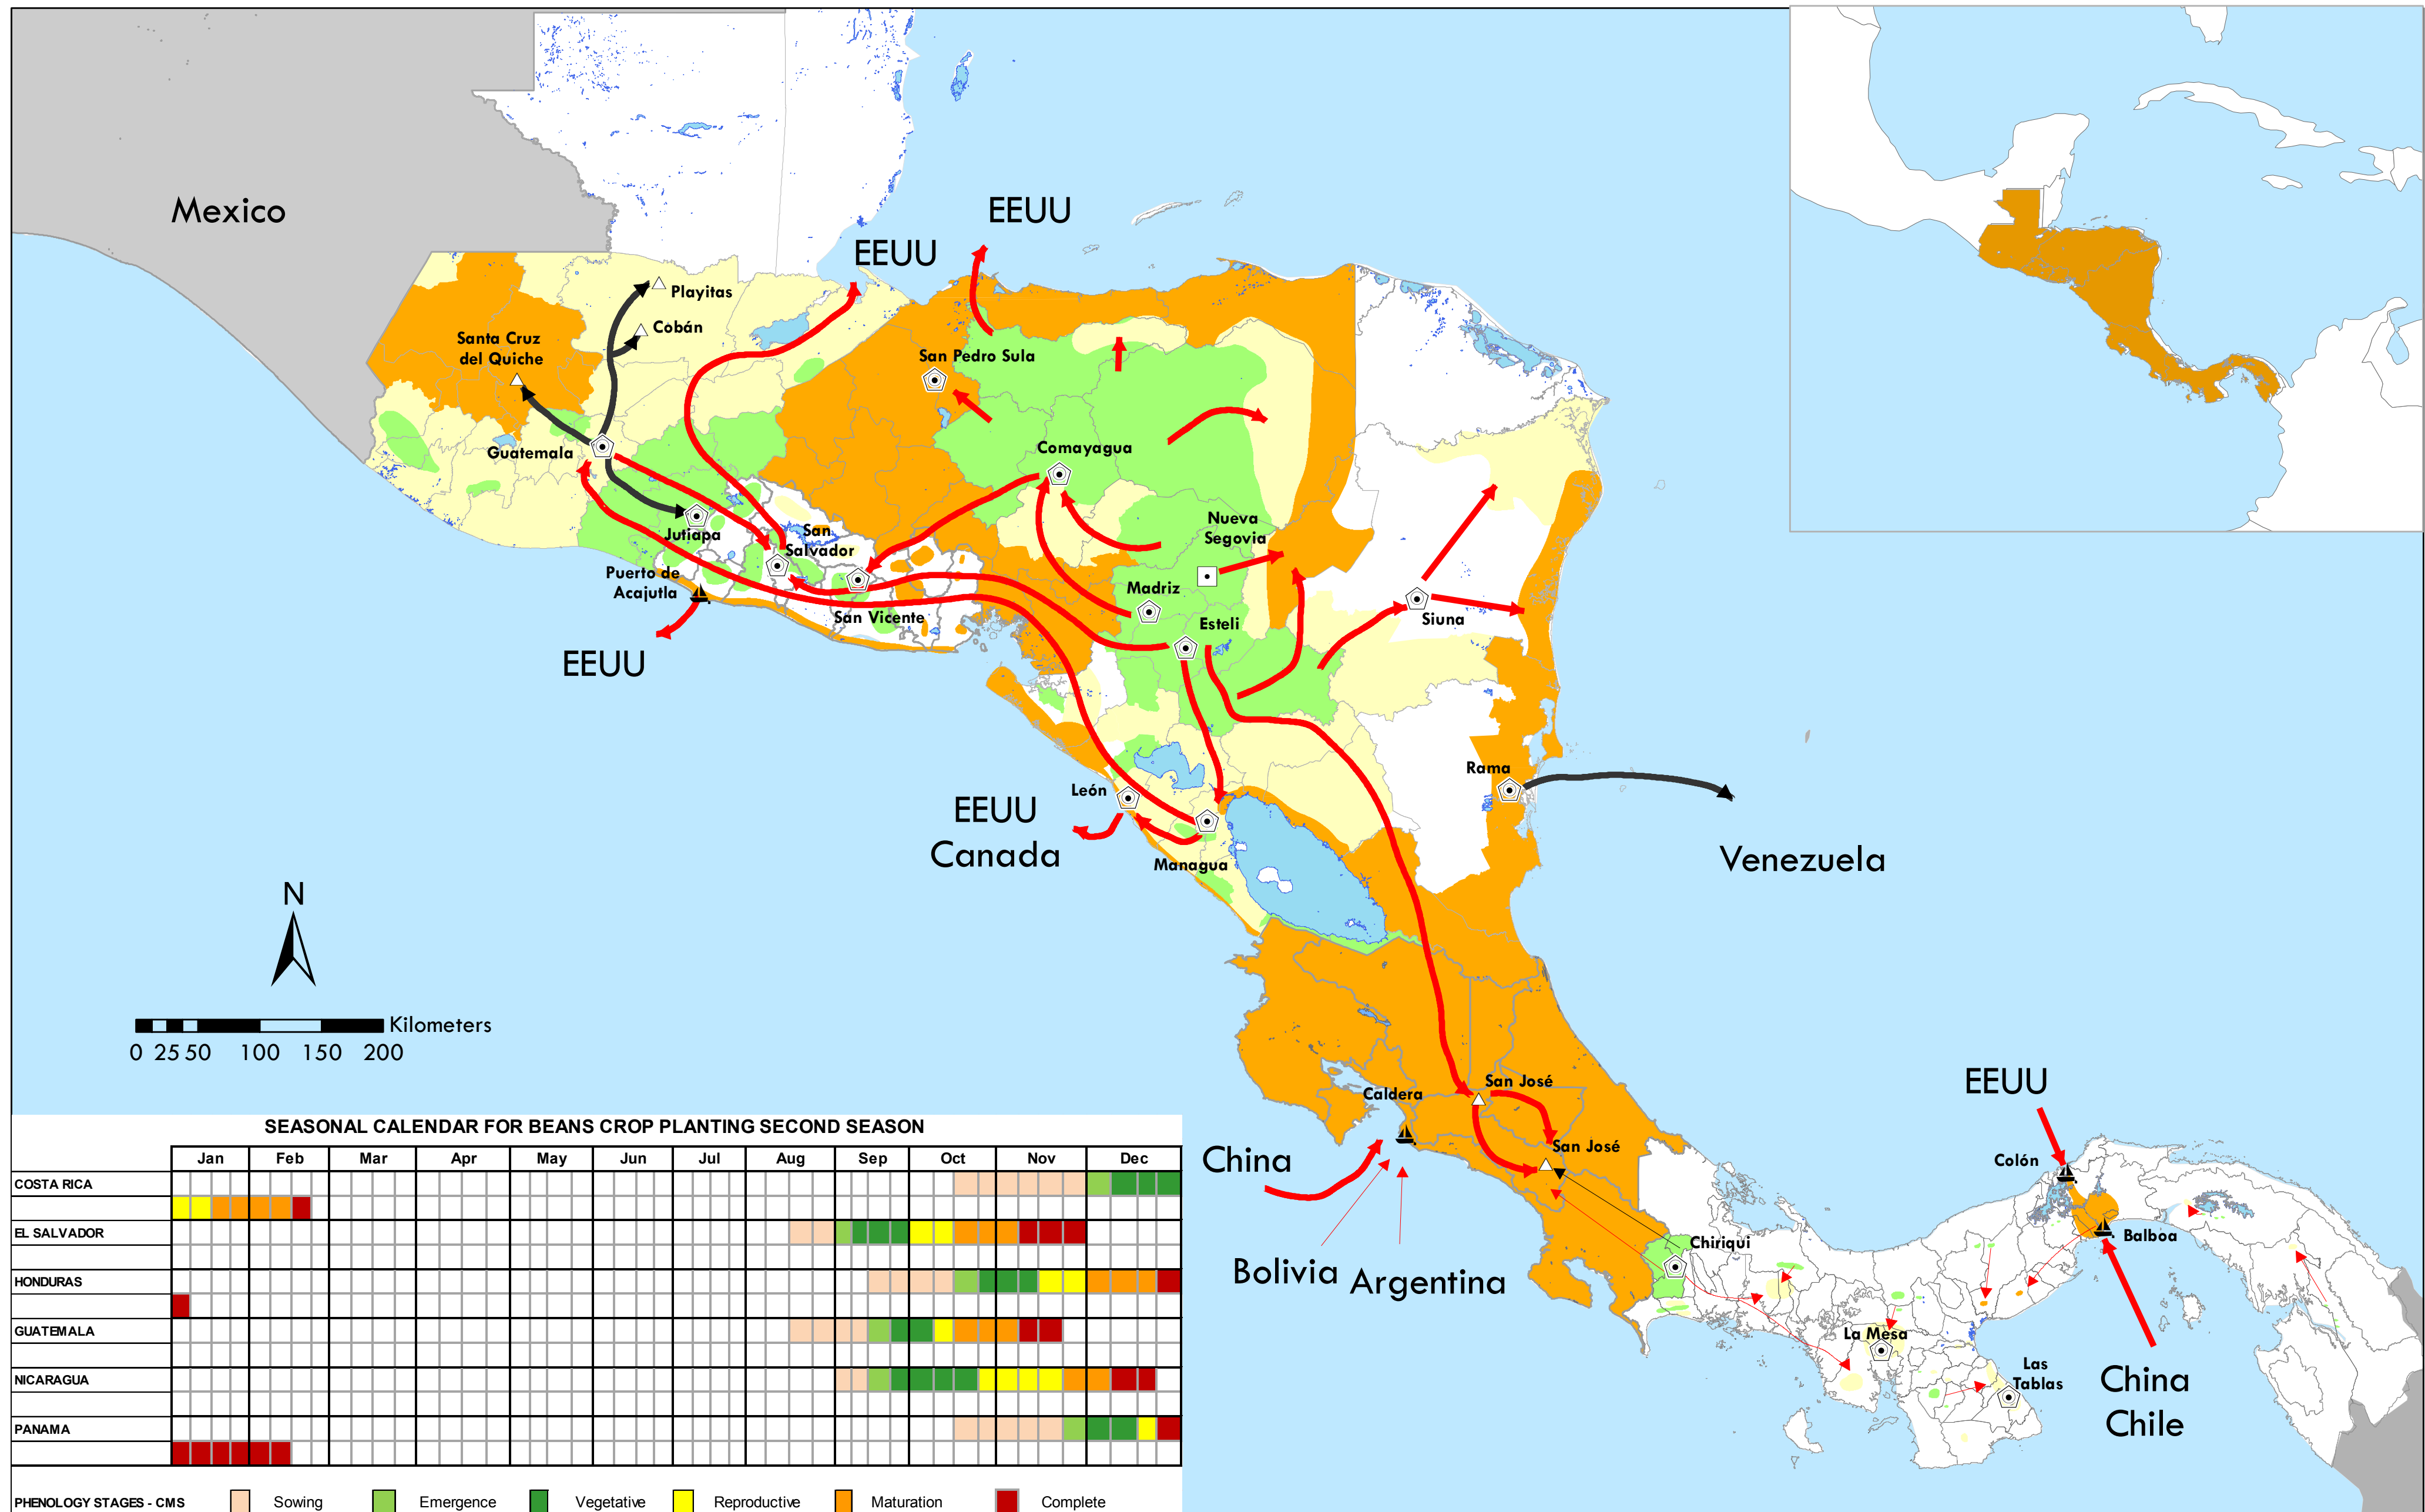 Mexico
EEUU
EEUU
Playitas
Cobán
Santa Cruz
del Quiche
San Pedro Sula
Guatemala
Comayagua
Jutiapa
San
Salvador
Nueva
Segovia
Puerto de
Acajutla
Madriz
San Vicente
Esteli
Siuna
EEUU
Rama
León
EEUU
Canada
Managua
Venezuela
N
Kilometers
0 25 50 100 150 200
San José
Caldera
San José
China
Bolivia
Argentina
EEUU
Colón
Balboa
Chiriqui
La Mesa
Las
Tablas
China
Chile
SEASONAL CALENDAR FOR BEANS CROP PLANTING SECOND SEASON
Jan Feb Mar Apr May Jun Jul Aug Sep Oct Nov Dec
COSTA RICA
EL SALVADOR
HONDURAS
GUATEMALA
NICARAGUA
PANAMA
PHENOLOGY STAGES - CMS Sowing Emergence Vegetative Reproductive Maturation Complete